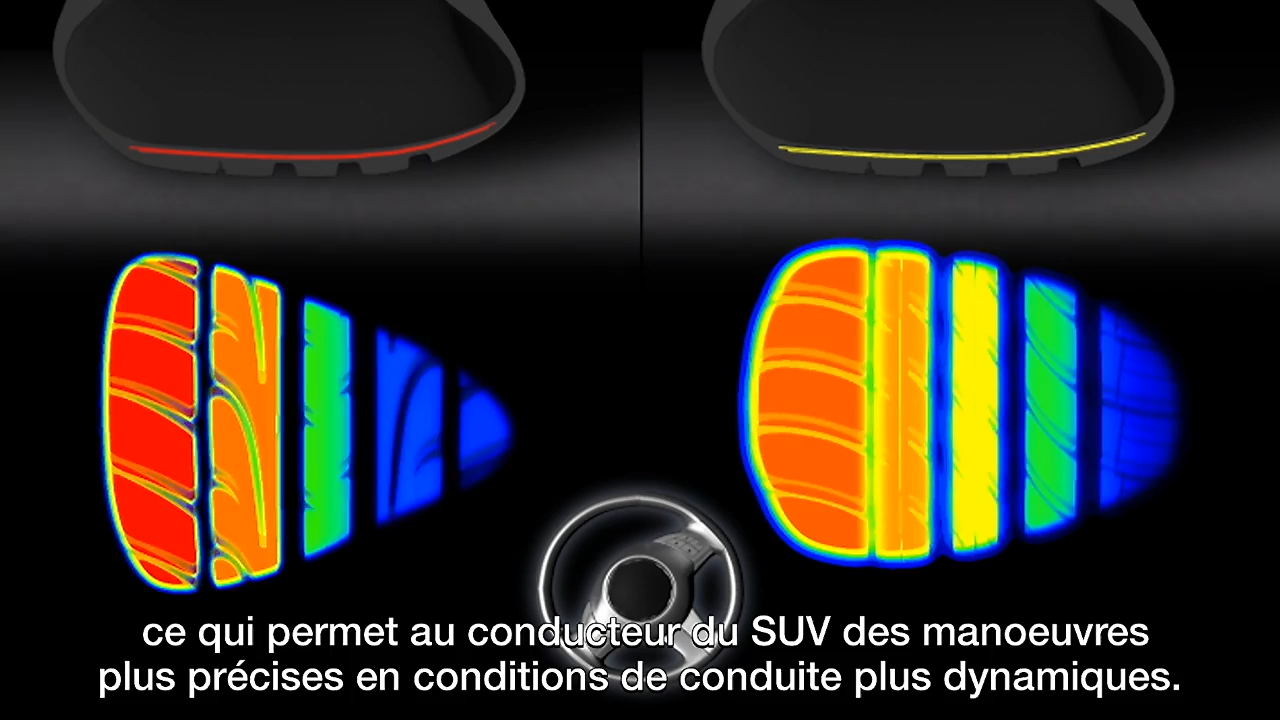 ce qui permet au conducteur du SUV des manoeuvres
plus précises en conditions de conduite plus dynamiques.